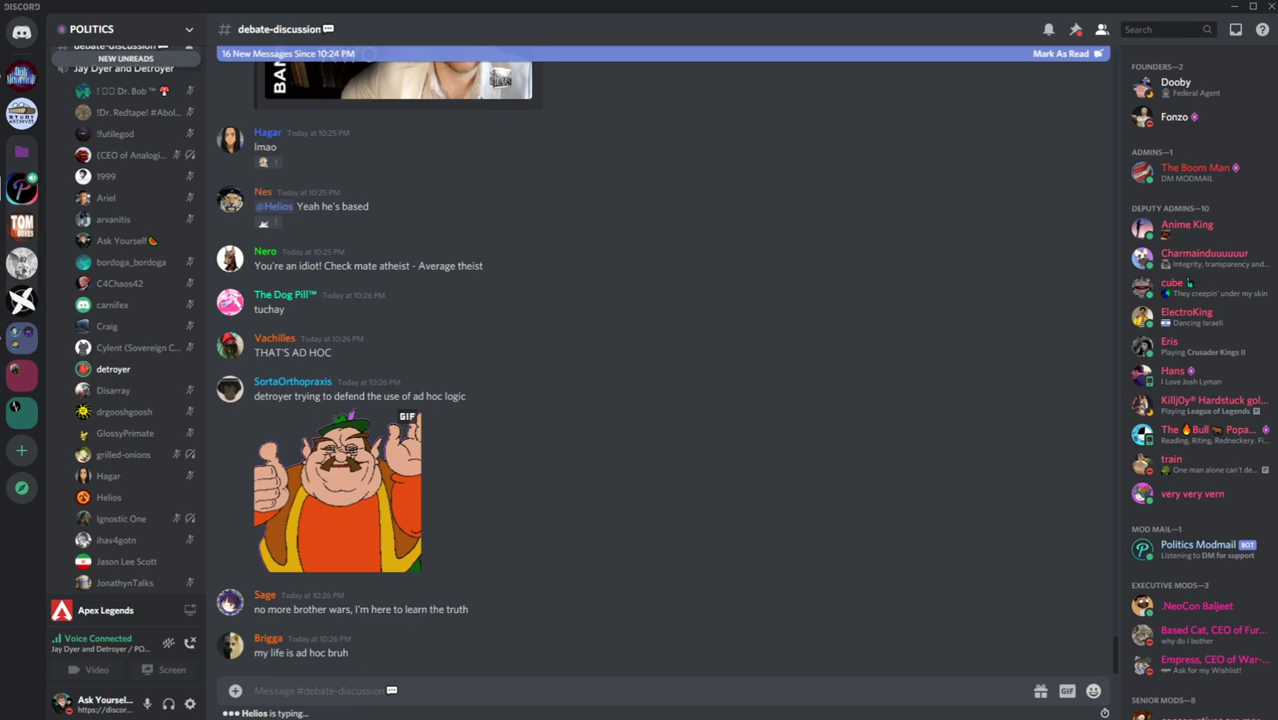 DISCORD
POLITICS
debate-discussion
NEW UNREADS
Jay Dyer and Detroyer
! Dr. Bob ™
!Dr. Redtape! #Abol...
!futilegod
(CEO of Analogi...
1999
Ariel
arvanitis
Ask Yourself
bordoga_bordoga
C4Chaos42
carnifex
Craig
Cylent (Sovereign C...
detroyer
Disarray
drgooshgoosh
GlossyPrimate
grilled-onions
Hagar
Helios
Ignostic One
ihav4gotn
Jason Lee Scott
JonathynTalks
Apex Legends
Voice Connected
Jay Dyer and Detroyer / PO...
Video
Screen
Ask Yoursel...
https://discor...
# debate-discussion
Search
16 New Messages Since 10:24 PM
Mark As Read
BAN
Hagar Today at 10:25 PM
lmao
1
Nes Today at 10:25 PM
@Helios Yeah he's based
1
Nero Today at 10:25 PM
You're an idiot! Check mate atheist - Average theist
The Dog Pill™ Today at 10:26 PM
tuchay
Vachilles Today at 10:26 PM
THAT'S AD HOC
SortaOrthopraxis Today at 10:26 PM
detroyer trying to defend the use of ad hoc logic
GIF
Sage Today at 10:26 PM
no more brother wars, I'm here to learn the truth
Brigga Today at 10:26 PM
my life is ad hoc bruh
Message #debate-discussion
GIF
Helios is typing...
FOUNDERS—2
Dooby
Federal Agent
Fonzo
ADMINS—1
The Boom Man
DM MODMAIL
DEPUTY ADMINS—10
Anime King
Charmainduuuuuur
Integrity, transparency and...
cube
They creepin' under my skin
ElectroKing
Dancing Israeli
Eris
Playing Crusader Kings II
Hans
I Love Josh Lyman
Killj0y® Hardstuck gol...
Playing League of Legends
The Bull Popa...
Reading, Riting, Redneckery. Fi...
train
One man alone can't de...
very very vern
MOD MAIL—1
Politics Modmail BOT
Listening to DM for support
EXECUTIVE MODS—3
.NeoCon Baljeet
Based Cat, CEO of Fur...
why do I bother
Empress, CEO of War-...
Ask for my Wishlist!
SENIOR MODS—8